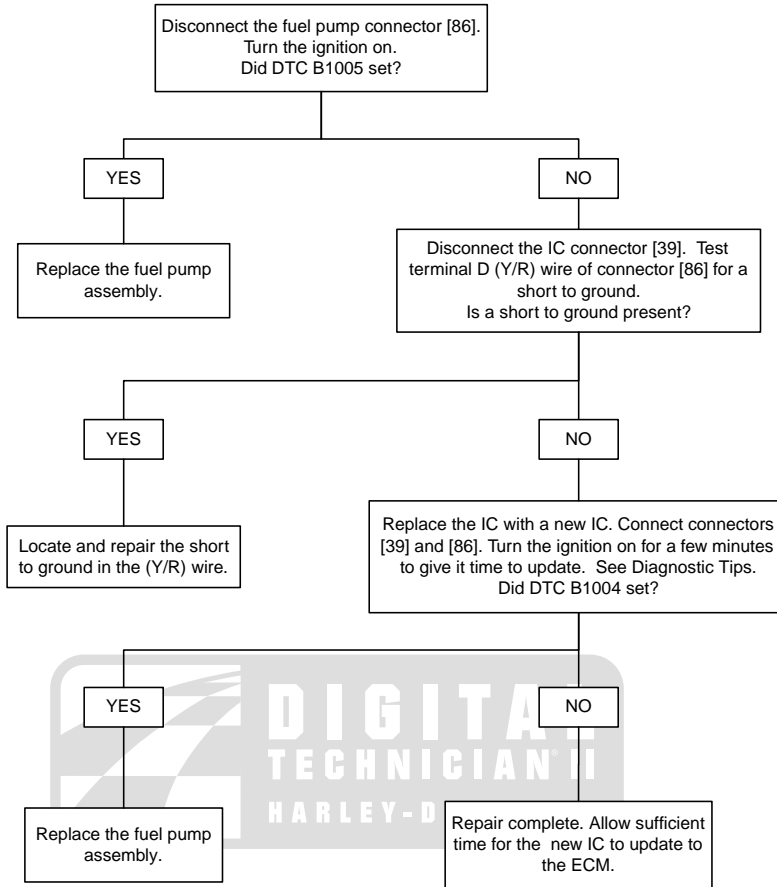 Disconnect the fuel pump connector [86].
Turn the ignition on.
Did DTC B1005 set?
YES
NO
Replace the fuel pump
assembly.
Disconnect the IC connector [39]. Test
terminal D (Y/R) wire of connector [86] for a
short to ground.
Is a short to ground present?
YES
NO
Locate and repair the short
to ground in the (Y/R) wire.
Replace the IC with a new IC. Connect connectors
[39] and [86]. Turn the ignition on for a few minutes
to give it time to update. See Diagnostic Tips.
Did DTC B1004 set?
YES
NO
DIGITAL
TECHNICIAN II
HARLEY-D
Replace the fuel pump
assembly.
Repair complete. Allow sufficient
time for the new IC to update to
the ECM.